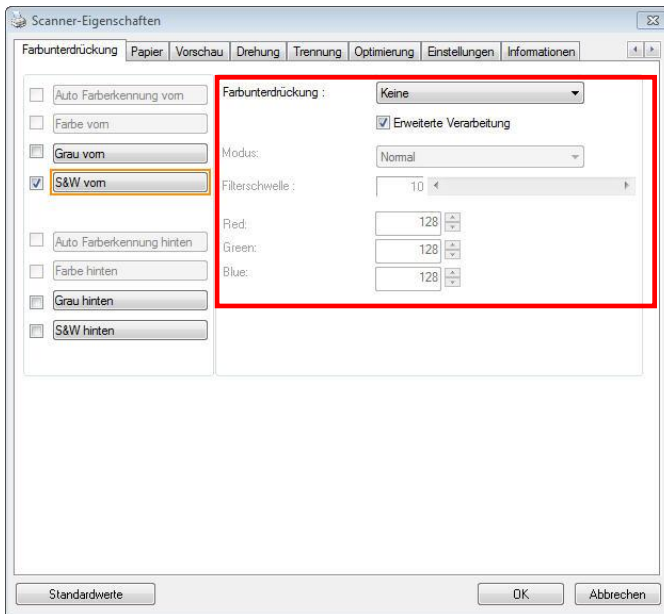 Scanner-Eigenschaften
Farbunterdrückung Papier Vorschau Drehung Trennung Optimierung Einstellungen Informationen
Auto Farberkennung vorn
Farbe vorn
Grau vorn
S&W vorn
Auto Farberkennung hinten
Farbe hinten
Grau hinten
S&W hinten
Farbunterdrückung : Keine
Erweiterte Verarbeitung
Modus: Normal
Filterschwelle : 10
Red: 128
Green: 128
Blue: 128
Standardwerte OK Abbrechen